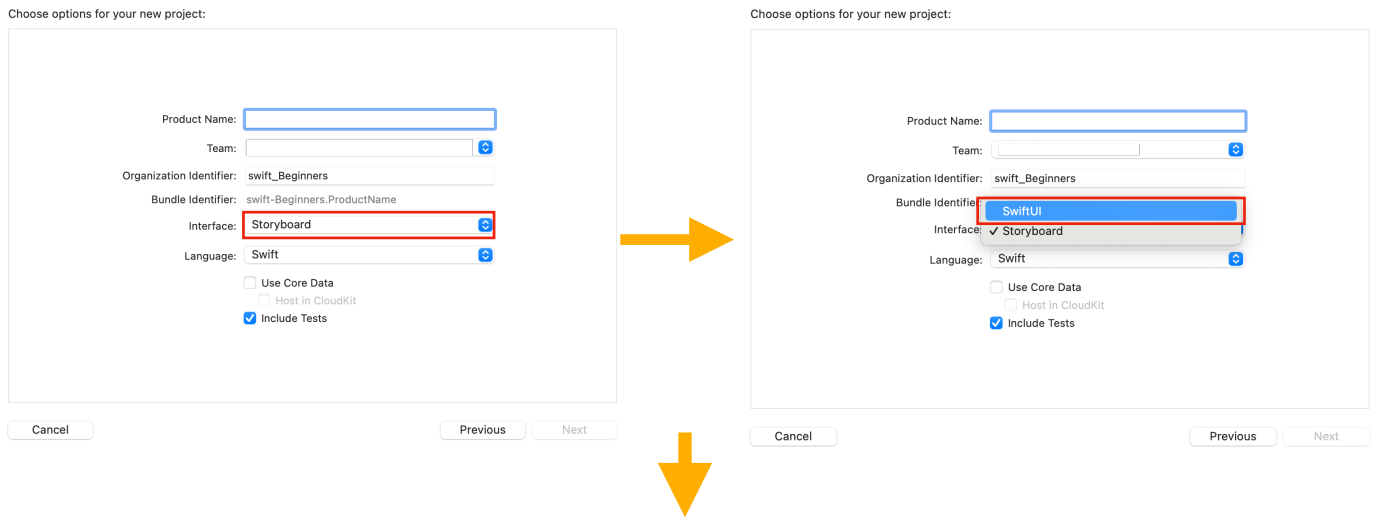 Choose options for your new project:
Product Name:
Team:
Organization Identifier: swift_Beginners
Bundle Identifier: swift-Beginners.ProductName
Interface: Storyboard
Language: Swift
Use Core Data
Host in CloudKit
Include Tests
Cancel Previous Next
Choose options for your new project:
Product Name:
Team:
Organization Identifier: swift_Beginners
Bundle Identifier:
SwiftUI
Interface: ✓ Storyboard
Language: Swift
Use Core Data
Host in CloudKit
Include Tests
Cancel Previous Next